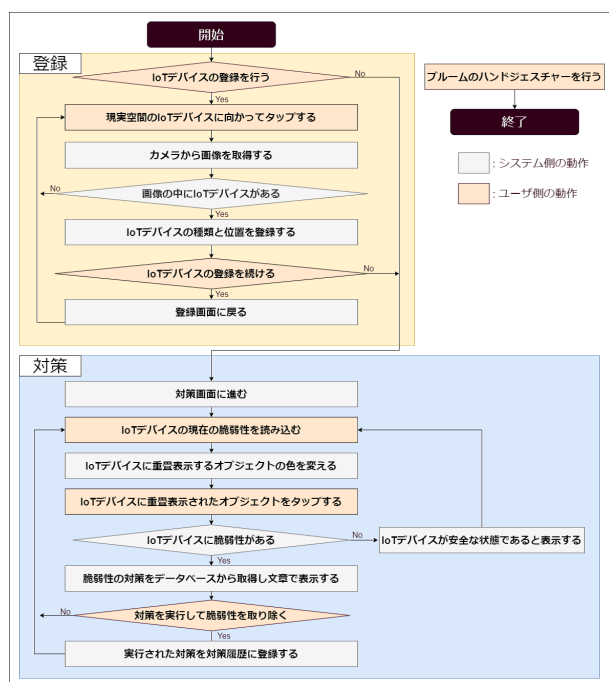 開始
登録
IoTデバイスの登録を行う
No
Yes
現実空間のIoTデバイスに向かってタップする
カメラから画像を取得する
No
画像の中にIoTデバイスがある
Yes
IoTデバイスの種類と位置を登録する
IoTデバイスの登録を続ける
No
Yes
登録画面に戻る
ブルームのハンドジェスチャーを行う
終了
: システム側の動作
: ユーザ側の動作
対策
対策画面に進む
IoTデバイスの現在の脆弱性を読み込む
IoTデバイスに重畳表示するオブジェクトの色を変える
IoTデバイスに重畳表示されたオブジェクトをタップする
IoTデバイスに脆弱性がある
No
IoTデバイスが安全な状態であると表示する
Yes
脆弱性の対策をデータベースから取得し文章で表示する
No
対策を実行して脆弱性を取り除く
Yes
実行された対策を対策履歴に登録する